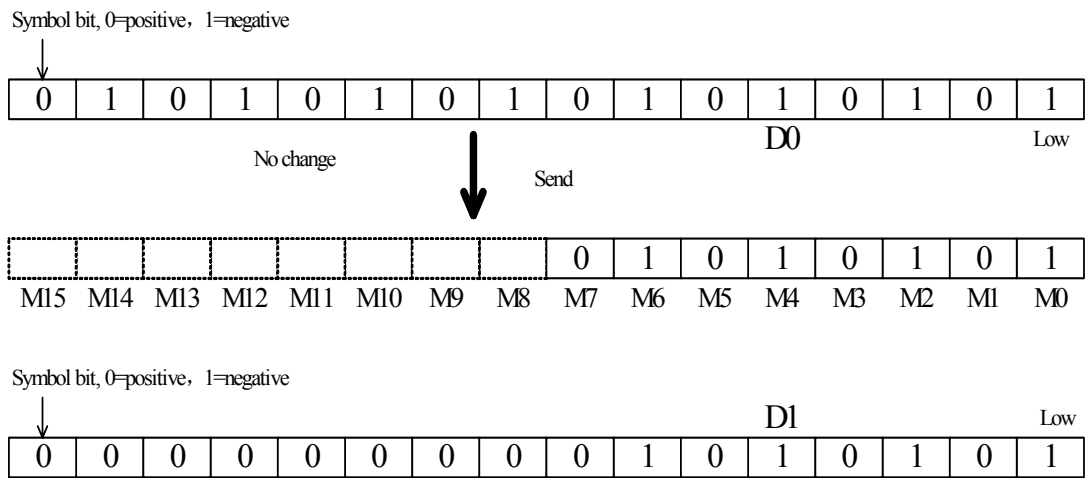 Symbol bit, 0=positive，1=negative
0 1 0 1 0 1 0 1 0 1 0 1 0 1 0 1
D0 Low
No change
Send
0 1 0 1 0 1 0 1
M15 M14 M13 M12 M11 M10 M9 M8 M7 M6 M5 M4 M3 M2 M1 M0
Symbol bit, 0=positive，1=negative
D1 Low
0 0 0 0 0 0 0 0 0 1 0 1 0 1 0 1